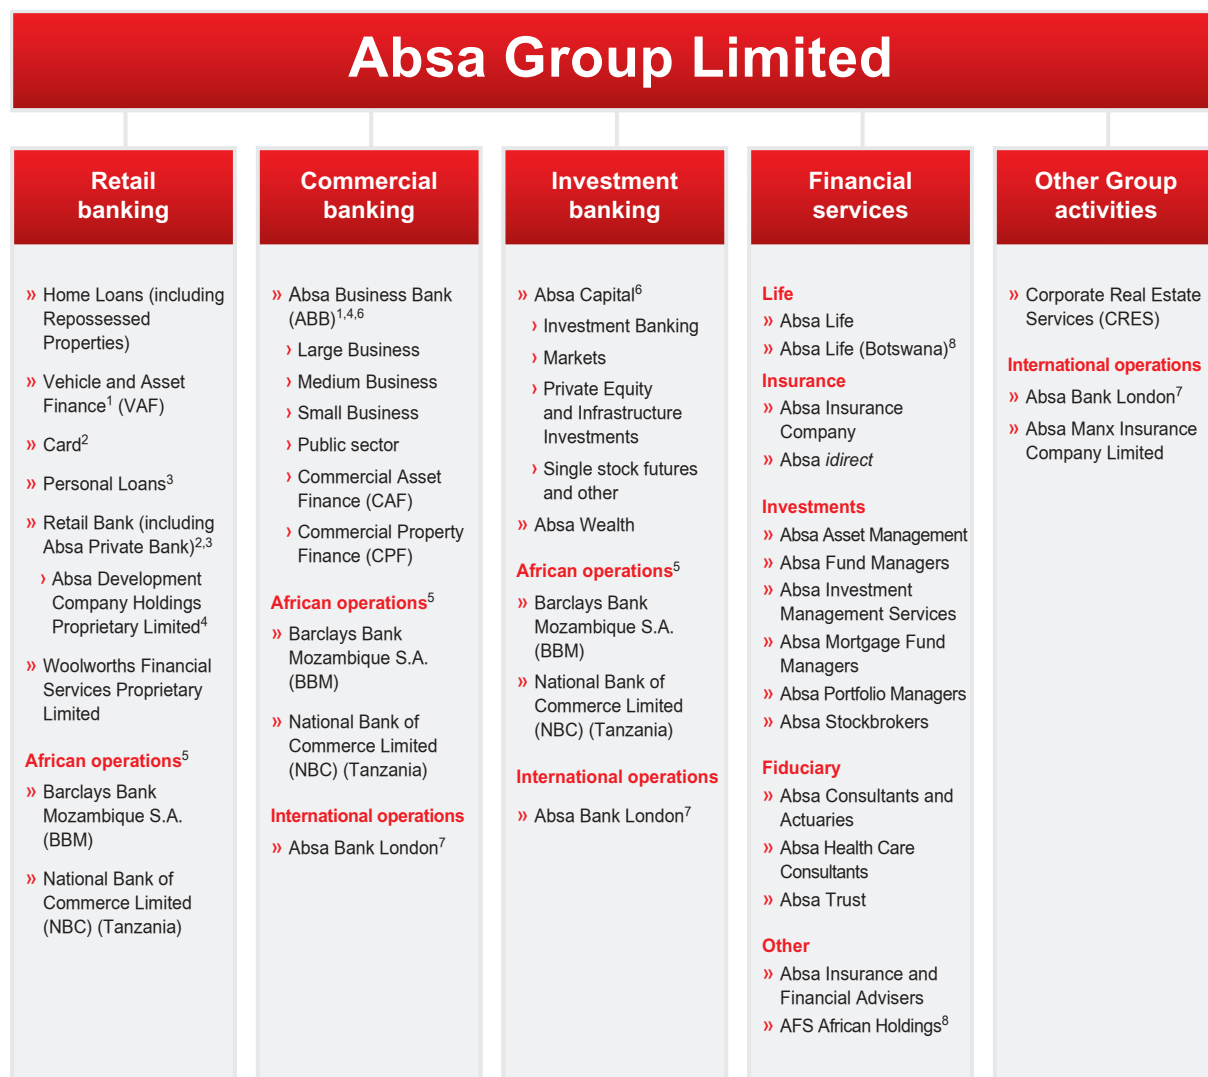 Absa Group Limited
Retail
banking
» Home Loans (including
Repossessed
Properties)
» Vehicle and Asset
Finance¹ (VAF)
» Card²
» Personal Loans³
» Retail Bank (including
Absa Private Bank)²,³
› Absa Development
Company Holdings
Proprietary Limited⁴
» Woolworths Financial
Services Proprietary
Limited
African operations⁵
» Barclays Bank
Mozambique S.A.
(BBM)
» National Bank of
Commerce Limited
(NBC) (Tanzania)
Commercial
banking
» Absa Business Bank
(ABB)¹,⁴,⁶
› Large Business
› Medium Business
› Small Business
› Public sector
› Commercial Asset
Finance (CAF)
› Commercial Property
Finance (CPF)
African operations⁵
» Barclays Bank
Mozambique S.A.
(BBM)
» National Bank of
Commerce Limited
(NBC) (Tanzania)
International operations
» Absa Bank London⁷
Investment
banking
» Absa Capital⁶
› Investment Banking
› Markets
› Private Equity
and Infrastructure
Investments
› Single stock futures
and other
» Absa Wealth
African operations⁵
» Barclays Bank
Mozambique S.A.
(BBM)
» National Bank of
Commerce Limited
(NBC) (Tanzania)
International operations
» Absa Bank London⁷
Financial
services
Life
» Absa Life
» Absa Life (Botswana)⁸
Insurance
» Absa Insurance
Company
» Absa idirect
Investments
» Absa Asset Management
» Absa Fund Managers
» Absa Investment
Management Services
» Absa Mortgage Fund
Managers
» Absa Portfolio Managers
» Absa Stockbrokers
Fiduciary
» Absa Consultants and
Actuaries
» Absa Health Care
Consultants
» Absa Trust
Other
» Absa Insurance and
Financial Advisers
» AFS African Holdings⁸
Other Group
activities
» Corporate Real Estate
Services (CRES)
International operations
» Absa Bank London⁷
» Absa Manx Insurance
Company Limited